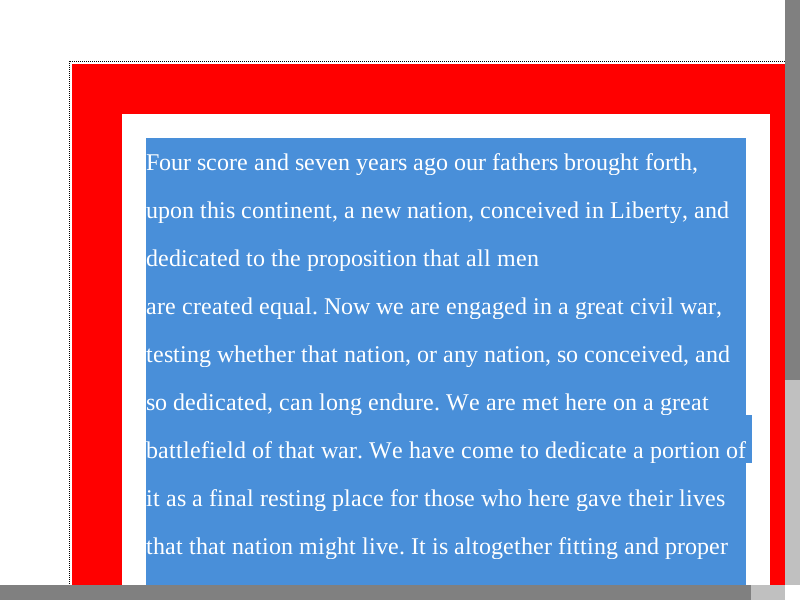 Four score and seven years ago our fathers brought forth,
upon this continent, a new nation, conceived in Liberty, and
dedicated to the proposition that all men
are created equal. Now we are engaged in a great civil war,
testing whether that nation, or any nation, so conceived, and
so dedicated, can long endure. We are met here on a great
battlefield of that war. We have come to dedicate a portion of
it as a final resting place for those who here gave their lives
that that nation might live. It is altogether fitting and proper